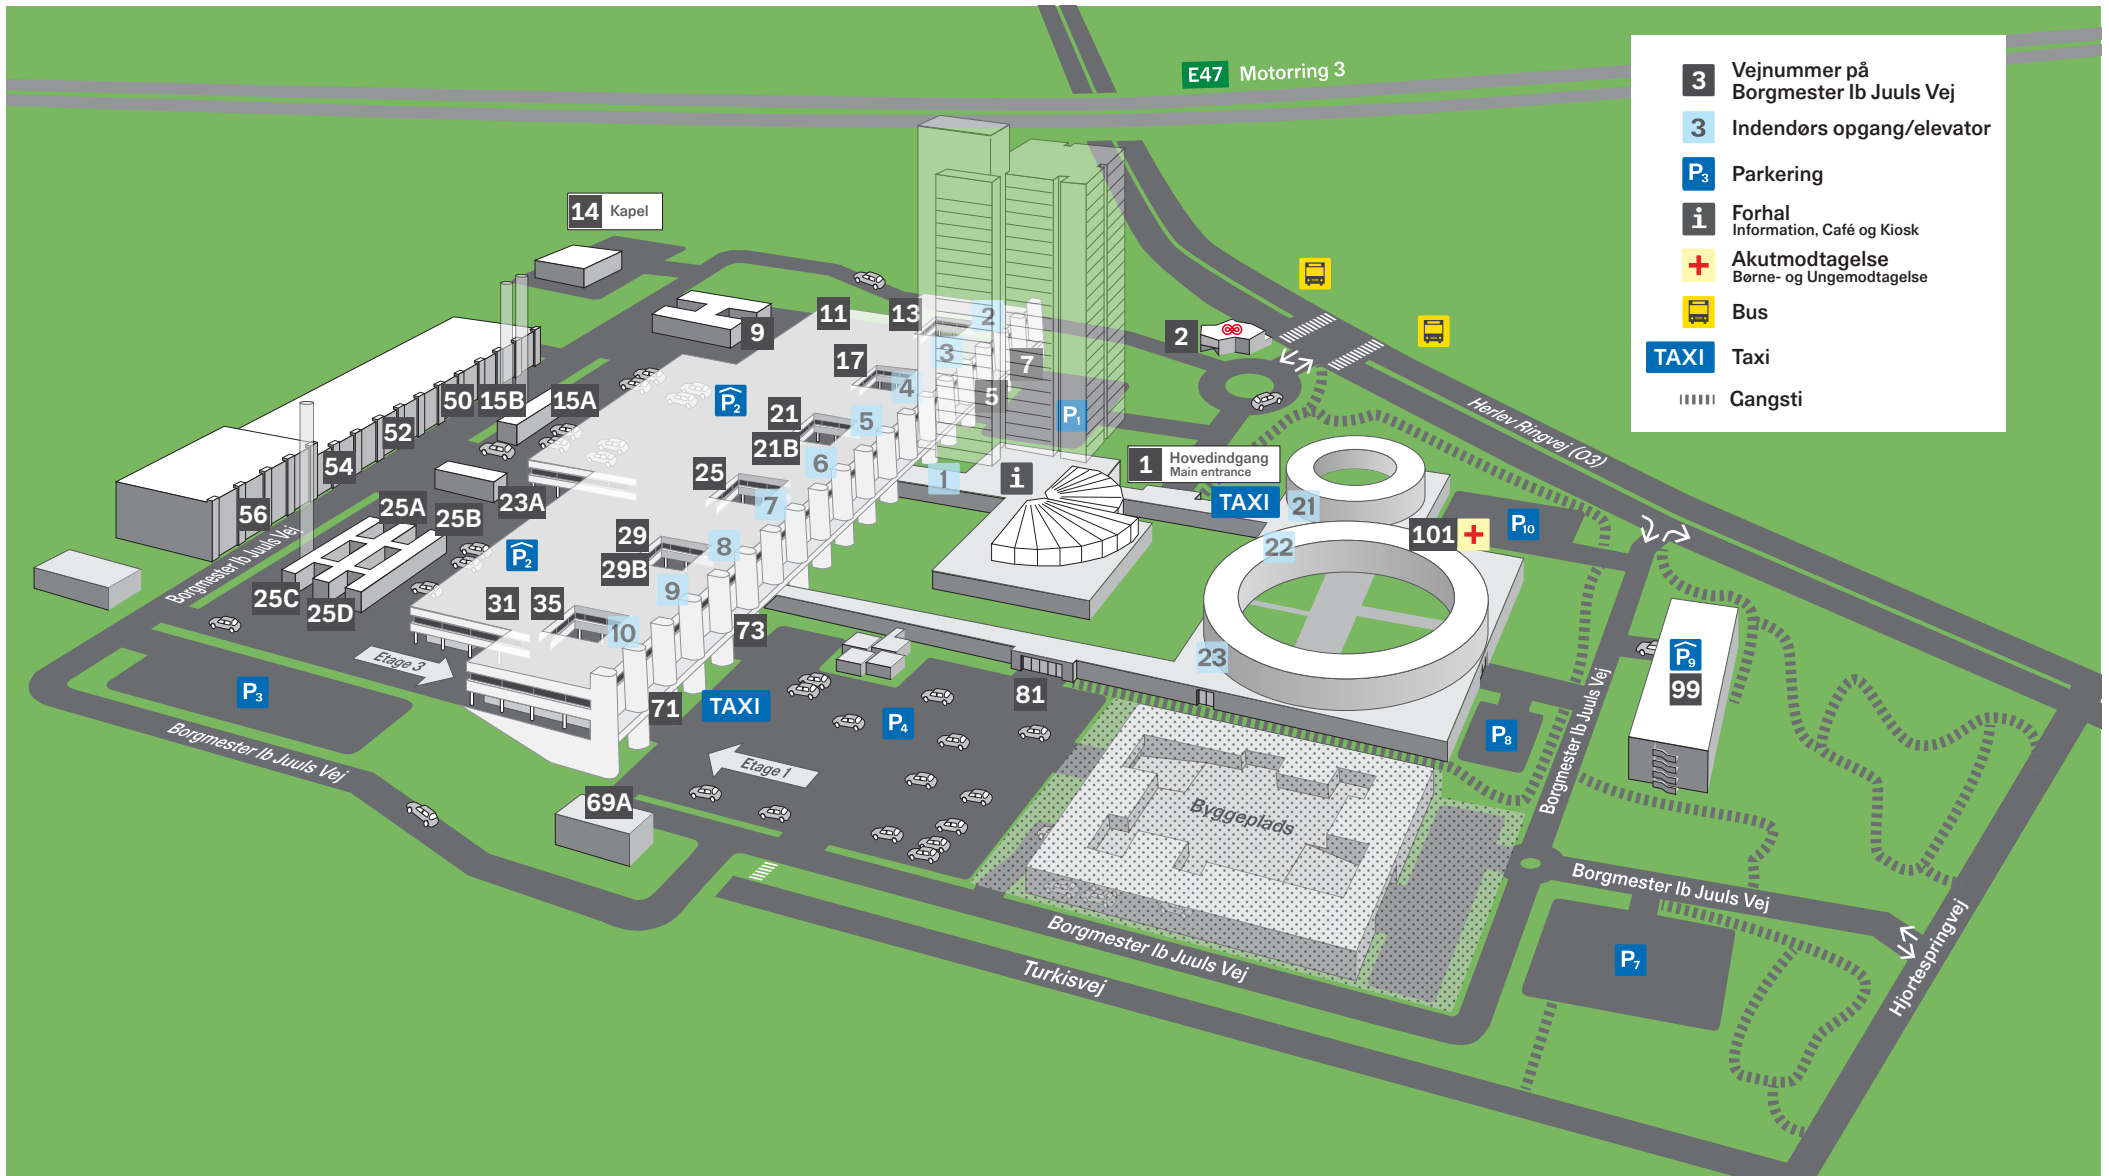 E47 Motorring 3
3 Vejnummer på
Borgmester Ib Juuls Vej
3 Indendørs opgang/elevator
P3 Parkering
i Forhal
Information, Café og Kiosk
Akutmodtagelse
Børne- og Ungemodtagelse
Bus
TAXI Taxi
Gangsti
14 Kapel
9
11
13
2
3
17
4
7
5
2
P1
P2
50
15B
15A
52
54
56
21
5
21B
6
25
7
23A
25A
25B
25C
25D
P2
29
8
29B
9
31
35
10
1
i
1 Hovedindgang
Main entrance
TAXI
21
22
23
101
P10
Herlev Ringvej (O3)
Borgmester Ib Juuls Vej
Etage 3
P3
Borgmester Ib Juuls Vej
73
71
TAXI
81
P4
Etage 1
69A
P9
99
P8
Borgmester Ib Juuls Vej
Byggeplads
Borgmester Ib Juuls Vej
P7
Hjortespringvej
Borgmester Ib Juuls Vej
Turkisvej